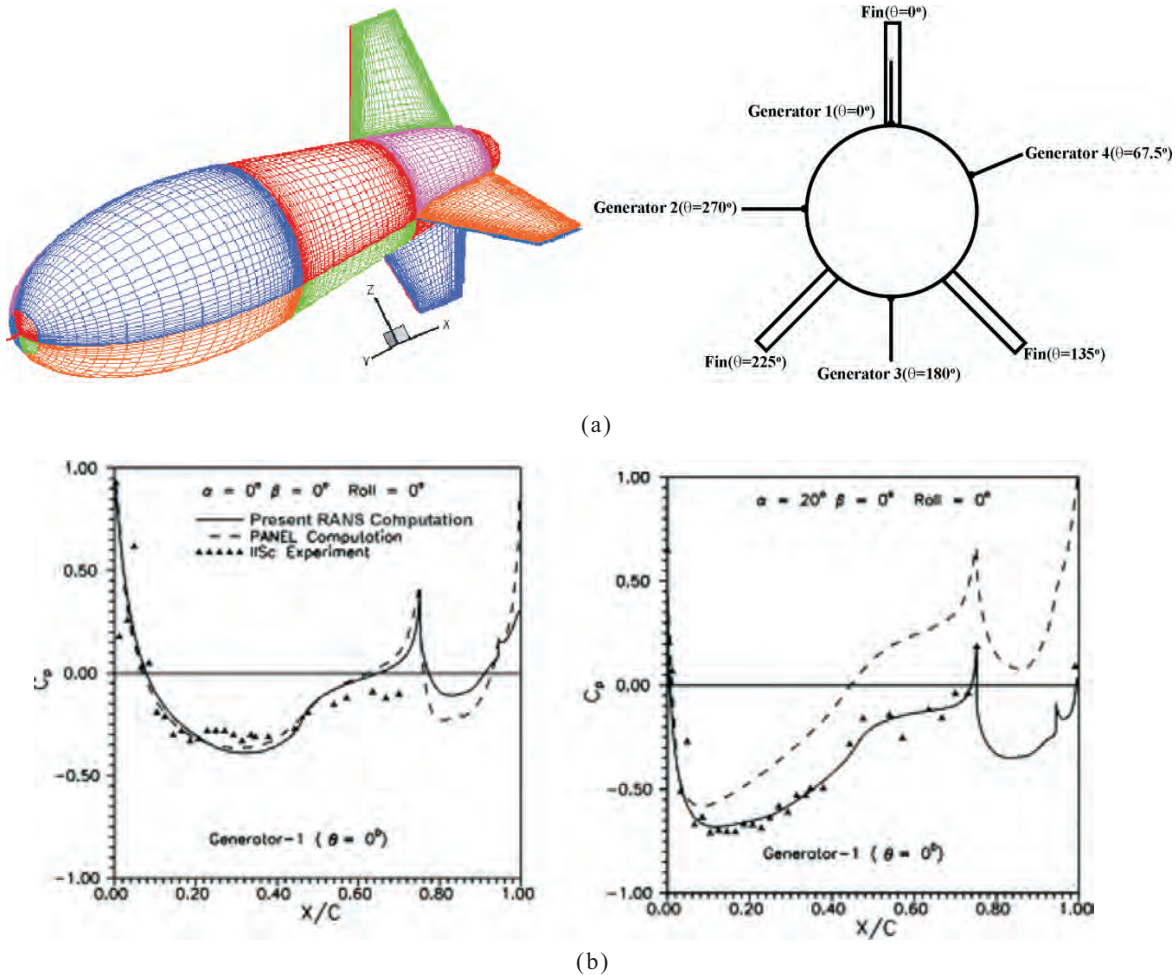 Z
X
Y
Fin(θ=0°)
Generator 1(θ=0°)
Generator 4(θ=67.5°)
Generator 2(θ=270°)
Fin(θ=225°)
Fin(θ=135°)
Generator 3(θ=180°)
(a)
1.00
α = 0° β = 0° Roll = 0°
Present RANS Computation
PANEL Computation
IISc Experiment
0.50
0.00
Cp
-0.50
Generator-1 ( θ = 0° )
-1.00
0.00 0.20 0.40 0.60 0.80 1.00
X/C
1.00
α = 20° β = 0° Roll = 0°
0.50
0.00
Cp
-0.50
Generator-1 ( θ = 0° )
-1.00
0.00 0.20 0.40 0.60 0.80 1.00
X/C
(b)